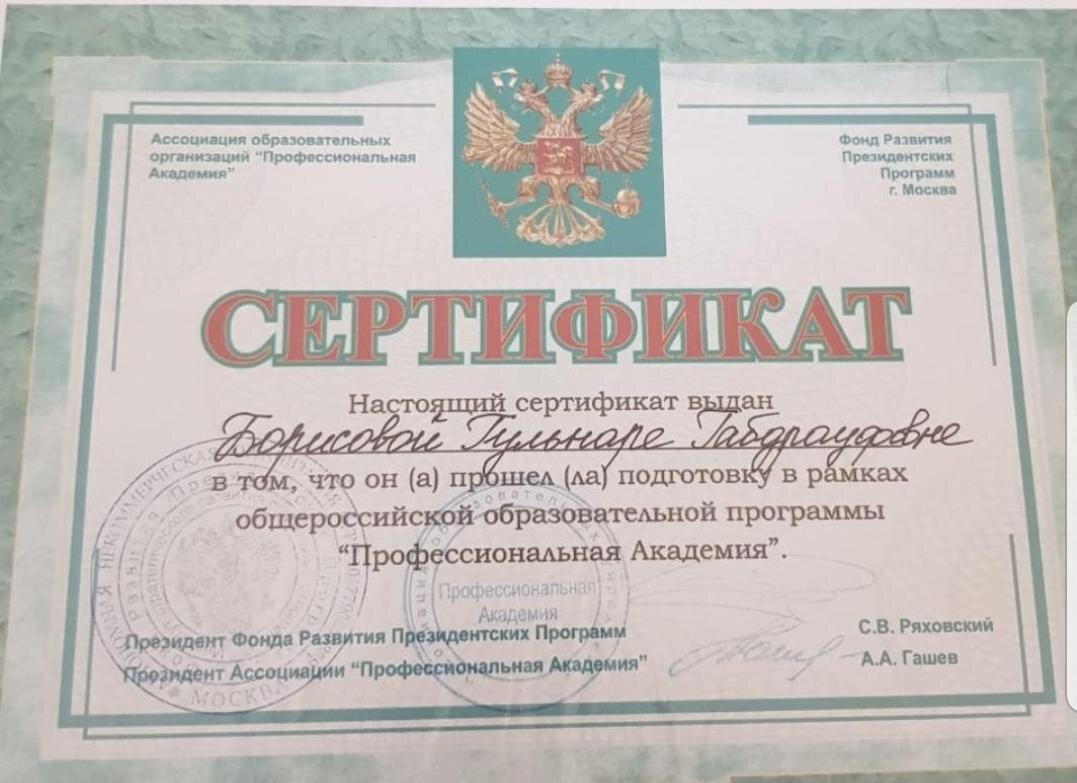 Ассоциация образовательных
организаций "Профессиональная
Академия"
Фонд Развития
Президентских
Программ
г. Москва
СЕРТИФИКАТ
Настоящий сертификат выдан
Борисовой Гульнаре Габдрауфовне
в том, что он (а) прошел (ла) подготовку в рамках
общероссийской образовательной программы
"Профессиональная Академия".
Профессиональная
Академия
Президент Фонда Развития Президентских Программ
С.В. Ряховский
Президент Ассоциации "Профессиональная Академия"
А.А. Гашев
МОСКВА